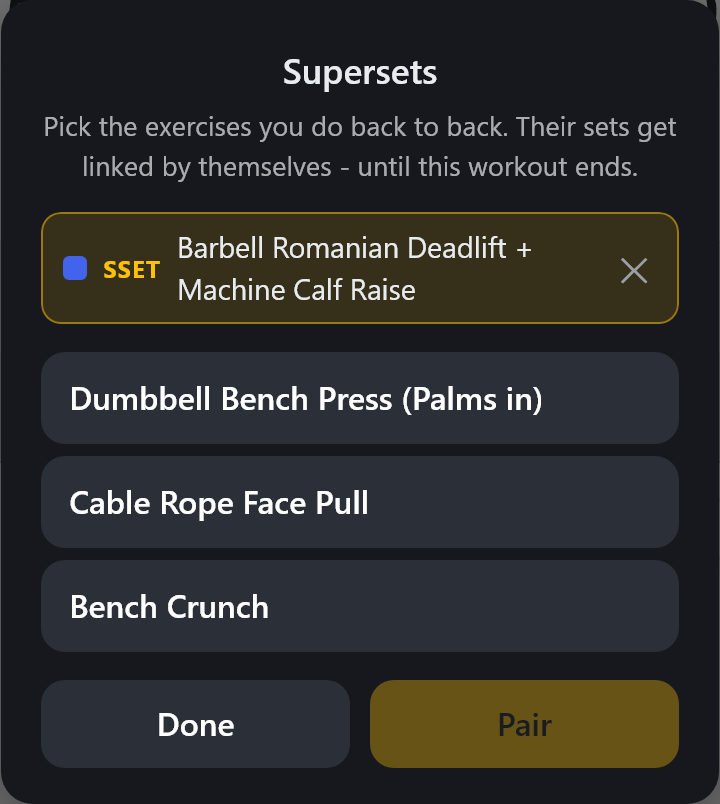 Supersets
Pick the exercises you do back to back. Their sets get
linked by themselves - until this workout ends.
SSET
Barbell Romanian Deadlift +
Machine Calf Raise
Dumbbell Bench Press (Palms in)
Cable Rope Face Pull
Bench Crunch
Done
Pair